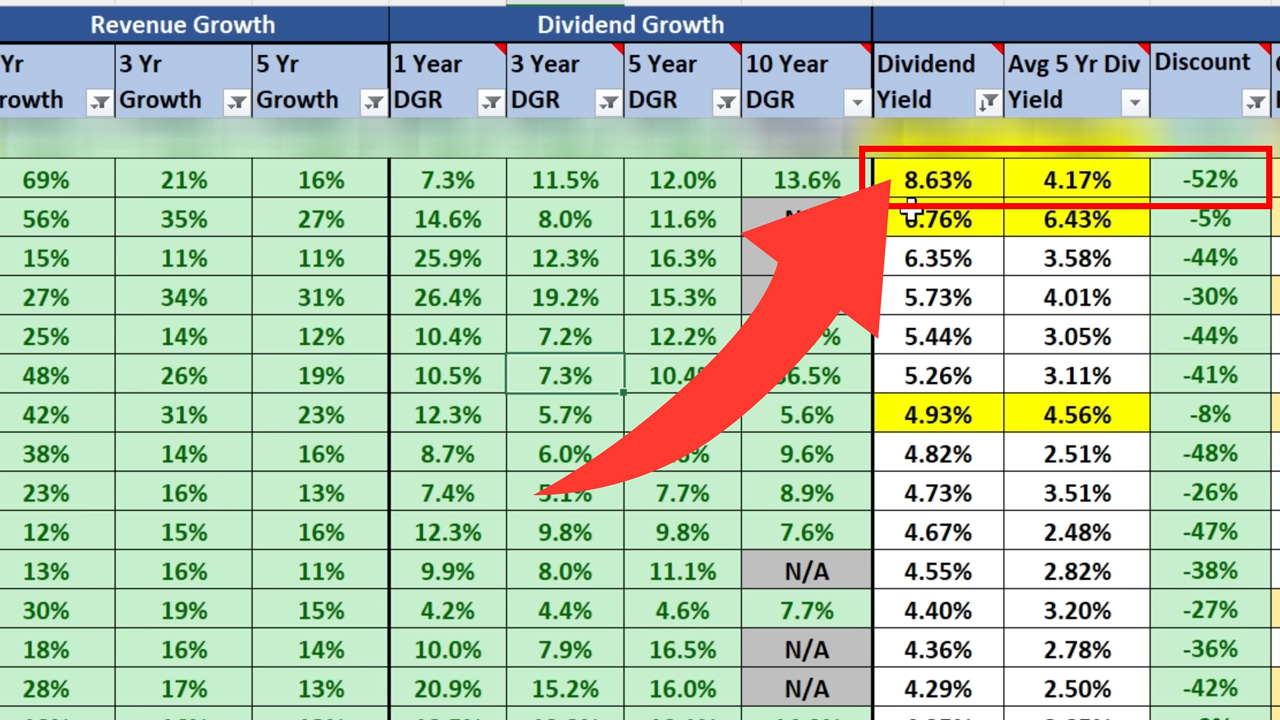 Revenue Growth Dividend Growth
Yr 3 Yr 5 Yr 1 Year 3 Year 5 Year 10 Year Dividend Avg 5 Yr Div Discount
rowth Growth Growth DGR DGR DGR DGR Yield Yield
69% 21% 16% 7.3% 11.5% 12.0% 13.6% 8.63% 4.17% -52%
56% 35% 27% 14.6% 8.0% 11.6% .76% 6.43% -5%
15% 11% 11% 25.9% 12.3% 16.3% 6.35% 3.58% -44%
27% 34% 31% 26.4% 19.2% 15.3% 5.73% 4.01% -30%
25% 14% 12% 10.4% 7.2% 12.2% % 5.44% 3.05% -44%
48% 26% 19% 10.5% 7.3% 10.4 6.5% 5.26% 3.11% -41%
42% 31% 23% 12.3% 5.7% 5.6% 4.93% 4.56% -8%
38% 14% 16% 8.7% 6.0% % 9.6% 4.82% 2.51% -48%
23% 16% 13% 7.4% 5.1% 7.7% 8.9% 4.73% 3.51% -26%
12% 15% 16% 12.3% 9.8% 9.8% 7.6% 4.67% 2.48% -47%
13% 16% 11% 9.9% 8.0% 11.1% N/A 4.55% 2.82% -38%
30% 19% 15% 4.2% 4.4% 4.6% 7.7% 4.40% 3.20% -27%
18% 16% 14% 10.0% 7.9% 16.5% N/A 4.36% 2.78% -36%
28% 17% 13% 20.9% 15.2% 16.0% N/A 4.29% 2.50% -42%